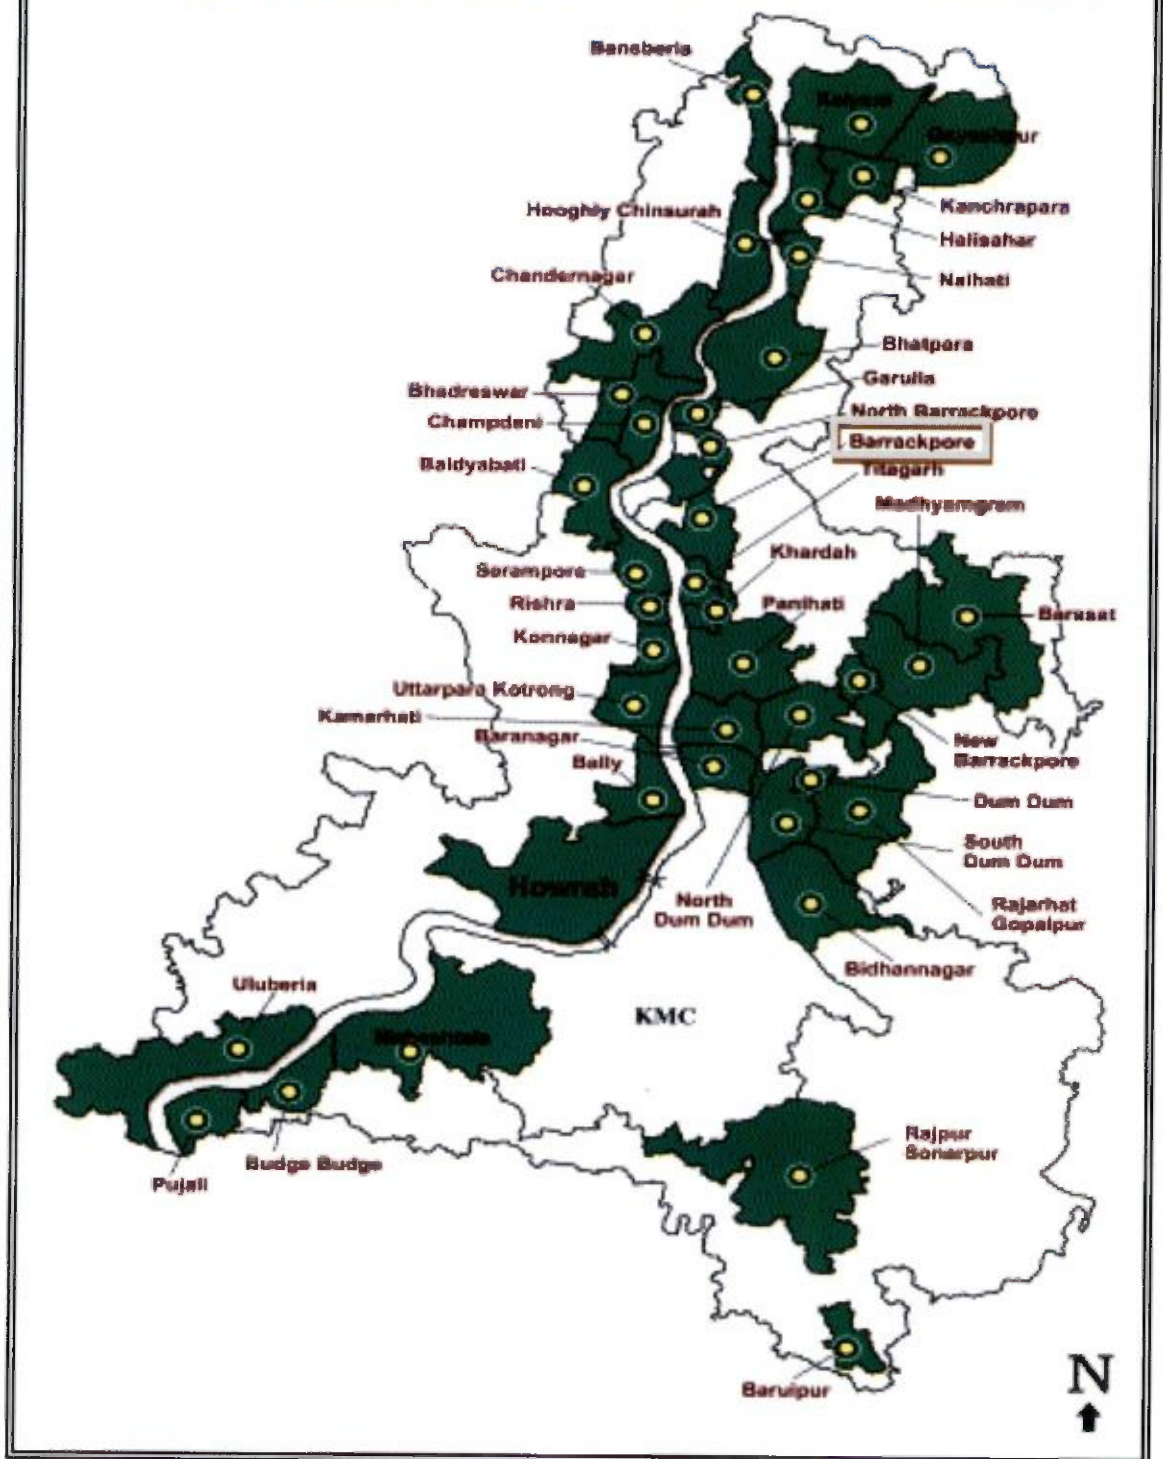 Bansberia
Kalyani
Gayeshpur
Kanchrapara
Hooghly Chinsurah
Halisahar
Chandernagar
Naihati
Bhatpara
Garulia
Bhadreswar
North Barrackpore
Champdani
Barrackpore
Baidyabati
Titagarh
Madhyamgram
Khardah
Serampore
Rishra
Panihati
Barasat
Konnagar
Uttarpara Kotrong
Kamarhati
Baranagar
New
Barrackpore
Bally
Dum Dum
South
Dum Dum
Howrah
North
Dum Dum
Rajarhat
Gopalpur
Bidhannagar
Uluberia
KMC
Maheshtala
Rajpur
Sonarpur
Budge Budge
Pujali
N
Baruipur